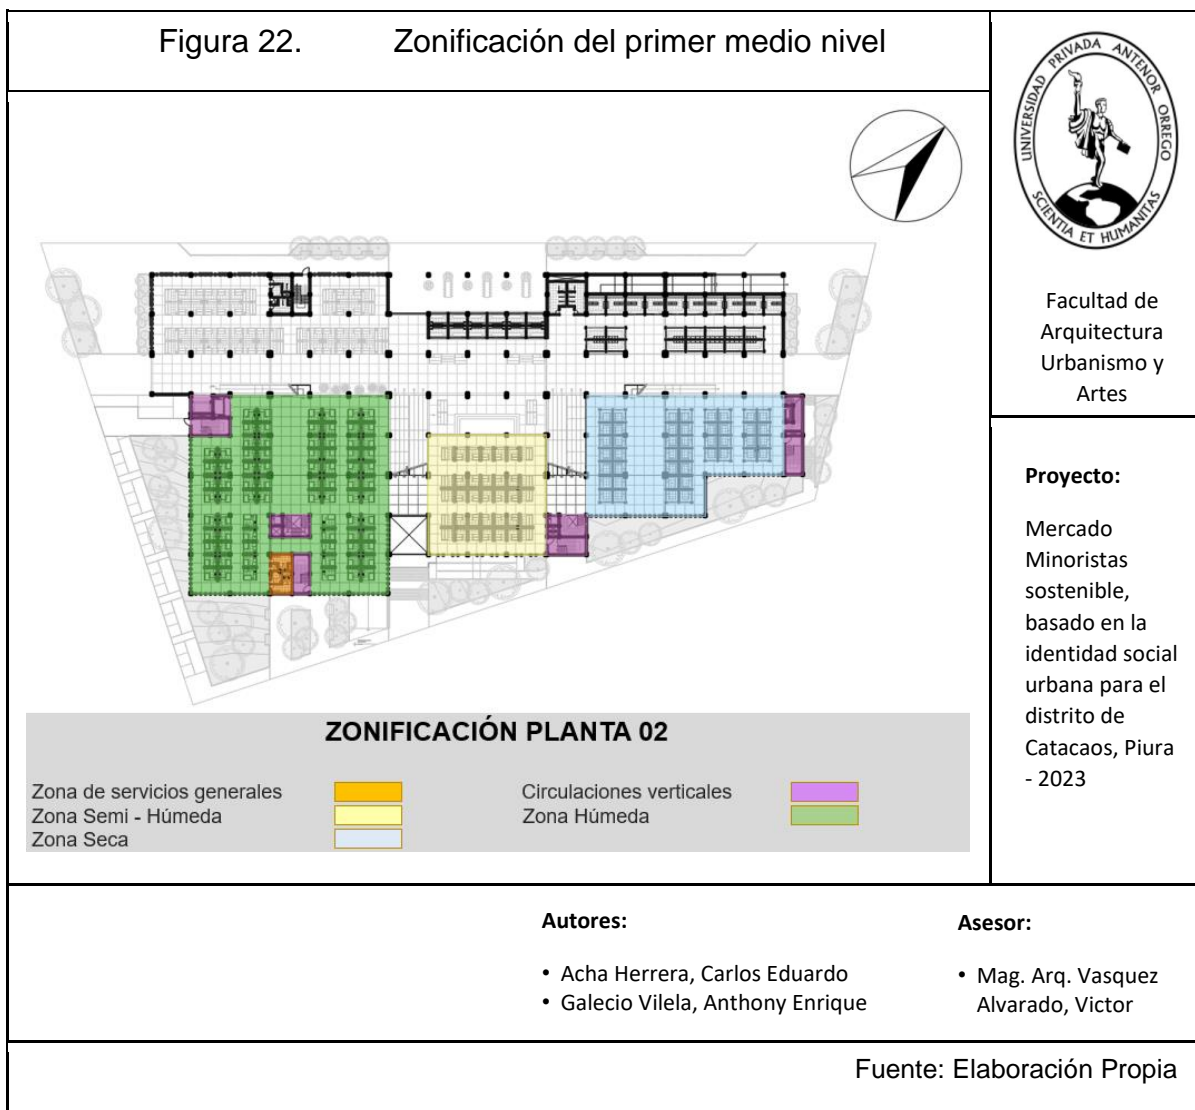 Figura 22. Zonificación del primer medio nivel
UNIVERSIDAD PRIVADA ANTENOR ORREGO
SCIENTIA ET HUMANITAS
Facultad de
Arquitectura
Urbanismo y
Artes
Proyecto:
Mercado
Minoristas
sostenible,
basado en la
identidad social
urbana para el
distrito de
Catacaos, Piura
- 2023
ZONIFICACIÓN PLANTA 02
Zona de servicios generales
Zona Semi - Húmeda
Zona Seca
Circulaciones verticales
Zona Húmeda
Autores:
• Acha Herrera, Carlos Eduardo
• Galecio Vilela, Anthony Enrique
Asesor:
• Mag. Arq. Vasquez
Alvarado, Victor
Fuente: Elaboración Propia